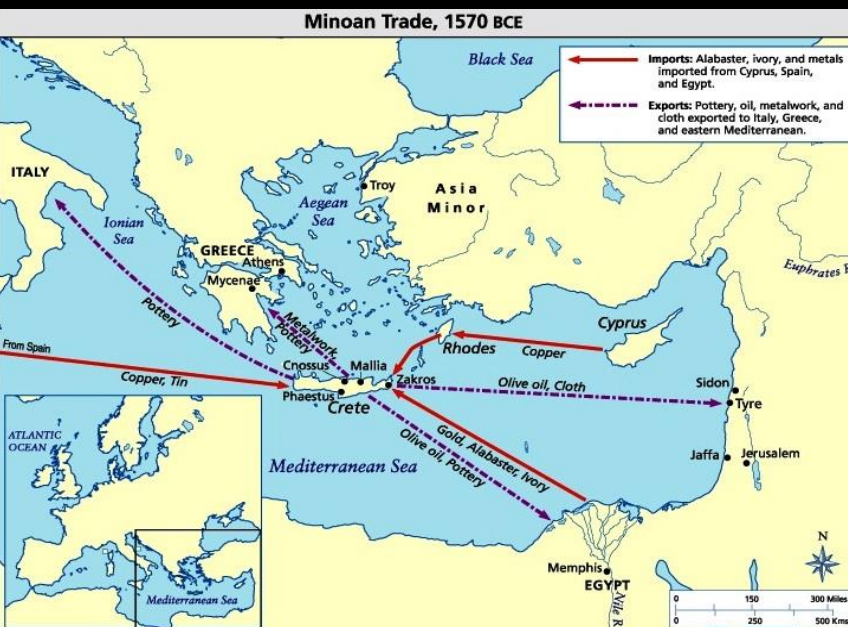 Minoan Trade, 1570 BCE
Black Sea
Imports: Alabaster, ivory, and metals
imported from Cyprus, Spain,
and Egypt.
Exports: Pottery, oil, metalwork, and
cloth exported to Italy, Greece,
and eastern Mediterranean.
ITALY
Troy
Asia
Minor
Aegean
Sea
Ionian
Sea
GREECE
Athens
Mycenae
Euphrates
Pottery
Metalwork
Pottery
Cyprus
Rhodes
Copper
From Spain
Copper, Tin
Cnossus
Mallia
Zakros
Phaestus
Crete
Olive oil, Cloth
Sidon
Tyre
ATLANTIC
OCEAN
Mediterranean Sea
Gold, Alabaster, Ivory
Olive oil, Pottery
Jaffa
Jerusalem
N
Memphis
EGYPT
Nile R
Mediterranean Sea
0 150 300 Miles
0 250 500 Kms